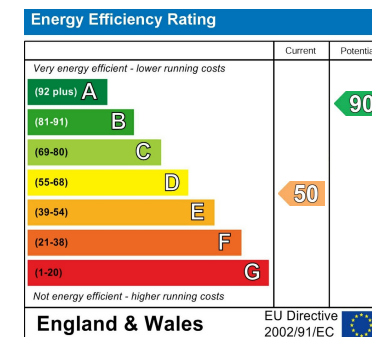 Energy Efficiency Rating
Current Potentia
Very energy efficient - lower running costs
(92 plus) A
(81-91) B
(69-80) C
(55-68) D
(39-54) E
(21-38) F
(1-20) G
50
90
Not energy efficient - higher running costs
England & Wales
EU Directive
2002/91/EC